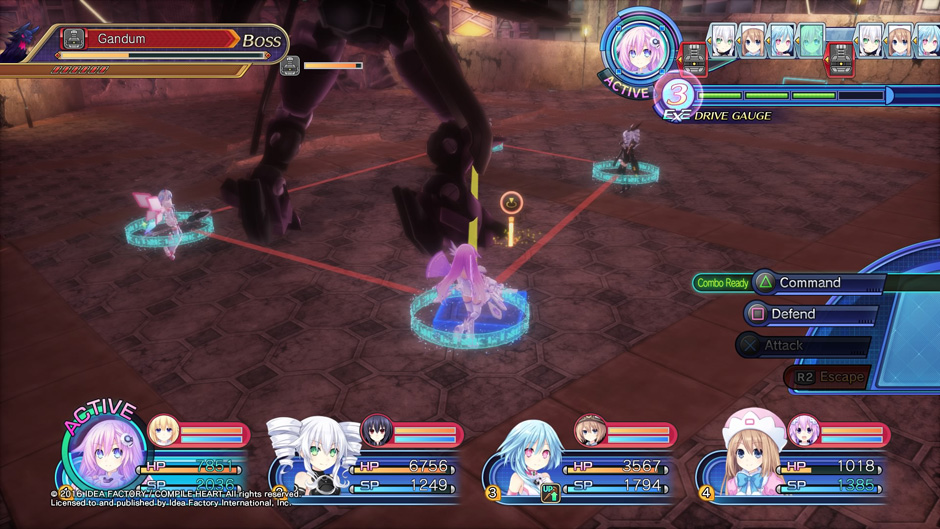 Gandum
BOSS
ACTIVE
3
EXE DRIVE GAUGE
Combo Ready
Command
Defend
Attack
R2 Escape
ACTIVE
HP 7851
SP 2036
HP 6756
SP 1249
3
UP
HP 3567
SP 1794
4
HP 1018
SP 1385
© 2016 IDEA FACTORY / COMPILE HEART All rights reserved.
Licensed to and published by Idea Factory International, Inc.